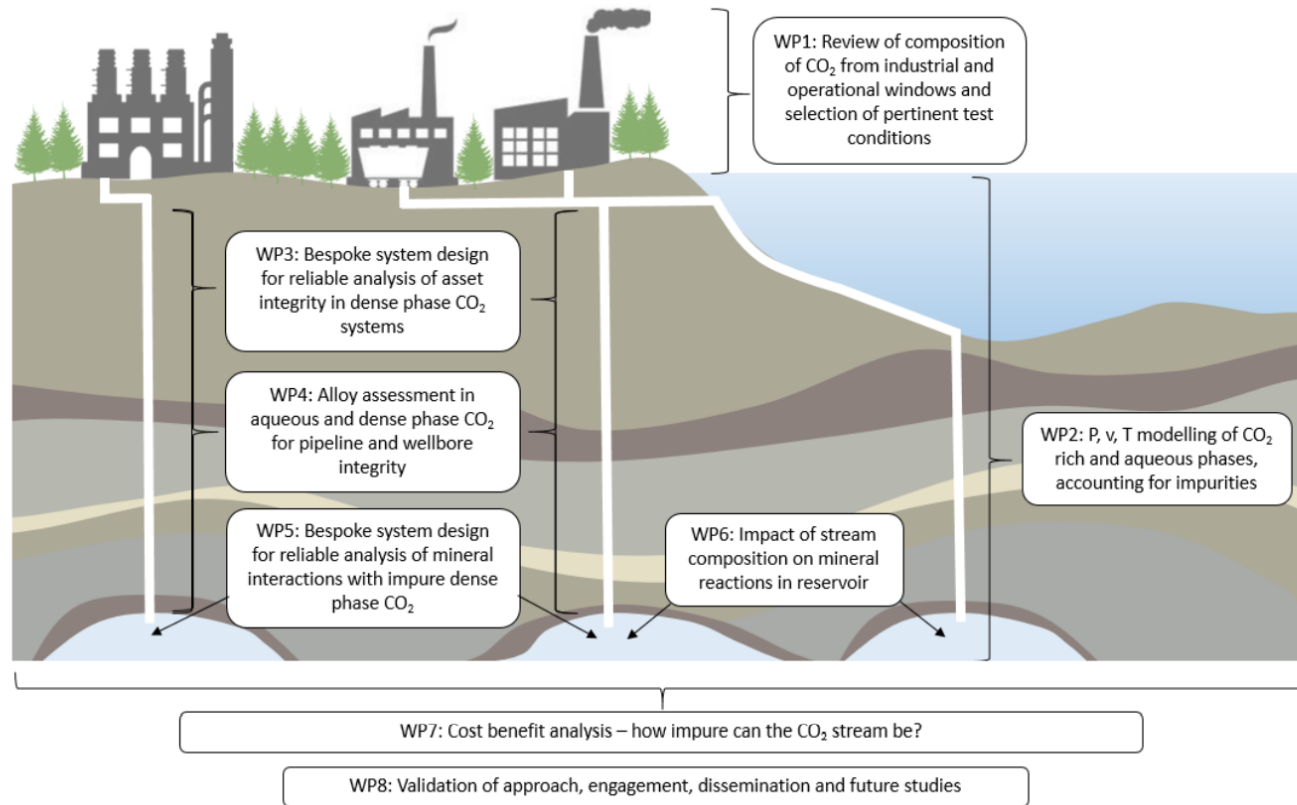 WP1: Review of composition
of CO₂ from industrial and
operational windows and
selection of pertinent test
conditions
WP3: Bespoke system design
for reliable analysis of asset
integrity in dense phase CO₂
systems
WP4: Alloy assessment in
aqueous and dense phase CO₂
for pipeline and wellbore
integrity
WP2: P, v, T modelling of CO₂
rich and aqueous phases,
accounting for impurities
WP5: Bespoke system design
for reliable analysis of mineral
interactions with impure dense
phase CO₂
WP6: Impact of stream
composition on mineral
reactions in reservoir
WP7: Cost benefit analysis – how impure can the CO₂ stream be?
WP8: Validation of approach, engagement, dissemination and future studies